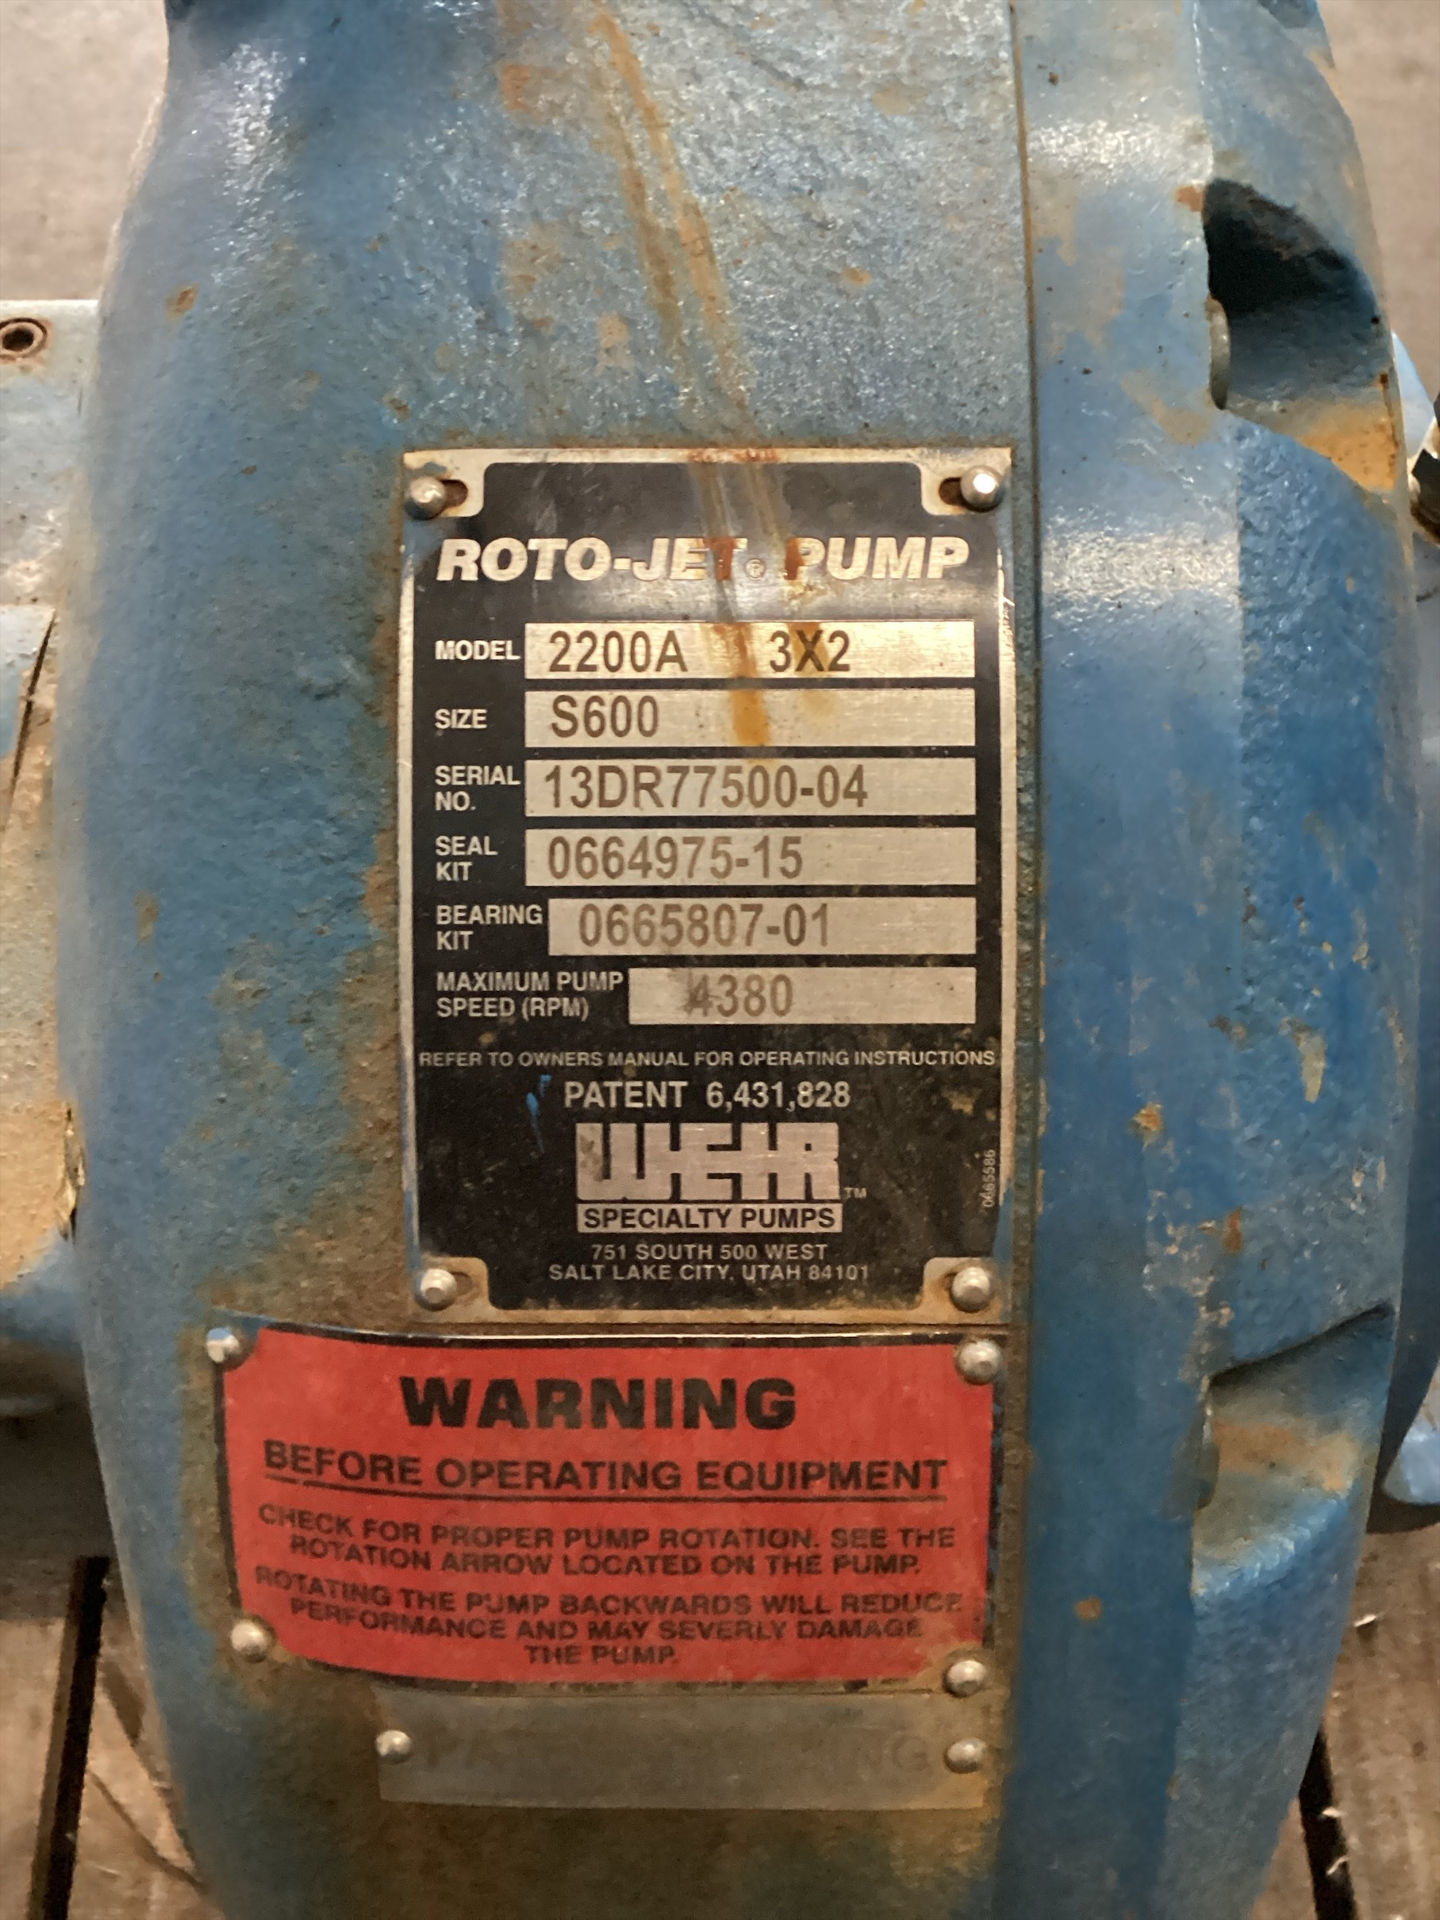 ROTO-JET® PUMP
MODEL 2200A 3X2
SIZE S600
SERIAL NO. 13DR77500-04
SEAL KIT 0664975-15
BEARING KIT 0665807-01
MAXIMUM PUMP SPEED (RPM) 4380
REFER TO OWNERS MANUAL FOR OPERATING INSTRUCTIONS
PATENT 6,431,828
WEIR™
SPECIALTY PUMPS
751 SOUTH 500 WEST
SALT LAKE CITY, UTAH 84101
0665586
WARNING
BEFORE OPERATING EQUIPMENT
CHECK FOR PROPER PUMP ROTATION. SEE THE
ROTATION ARROW LOCATED ON THE PUMP.
ROTATING THE PUMP BACKWARDS WILL REDUCE
PERFORMANCE AND MAY SEVERLY DAMAGE
THE PUMP.